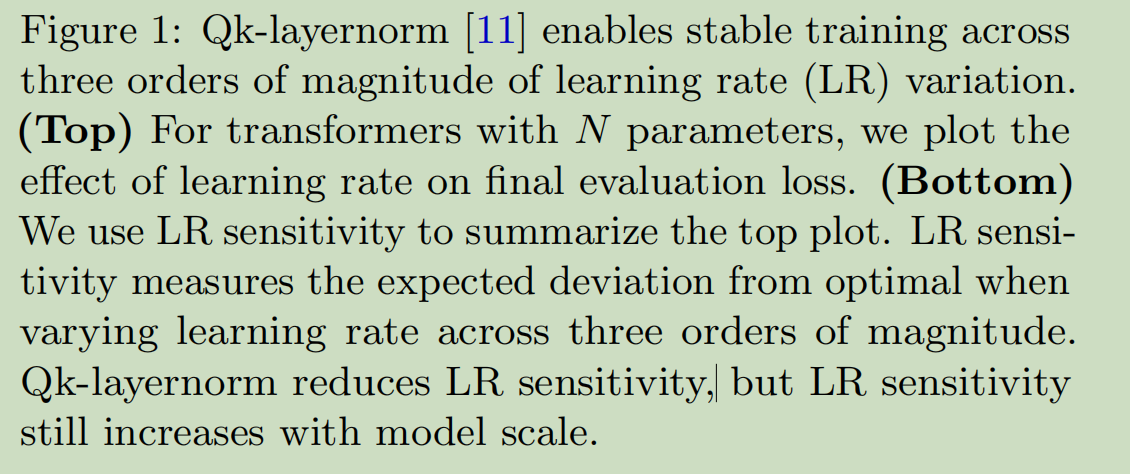 Figure 1: Qk-layernorm [11] enables stable training across
three orders of magnitude of learning rate (LR) variation.
(Top) For transformers with N parameters, we plot the
effect of learning rate on final evaluation loss. (Bottom)
We use LR sensitivity to summarize the top plot. LR sensi-
tivity measures the expected deviation from optimal when
varying learning rate across three orders of magnitude.
Qk-layernorm reduces LR sensitivity, but LR sensitivity
still increases with model scale.